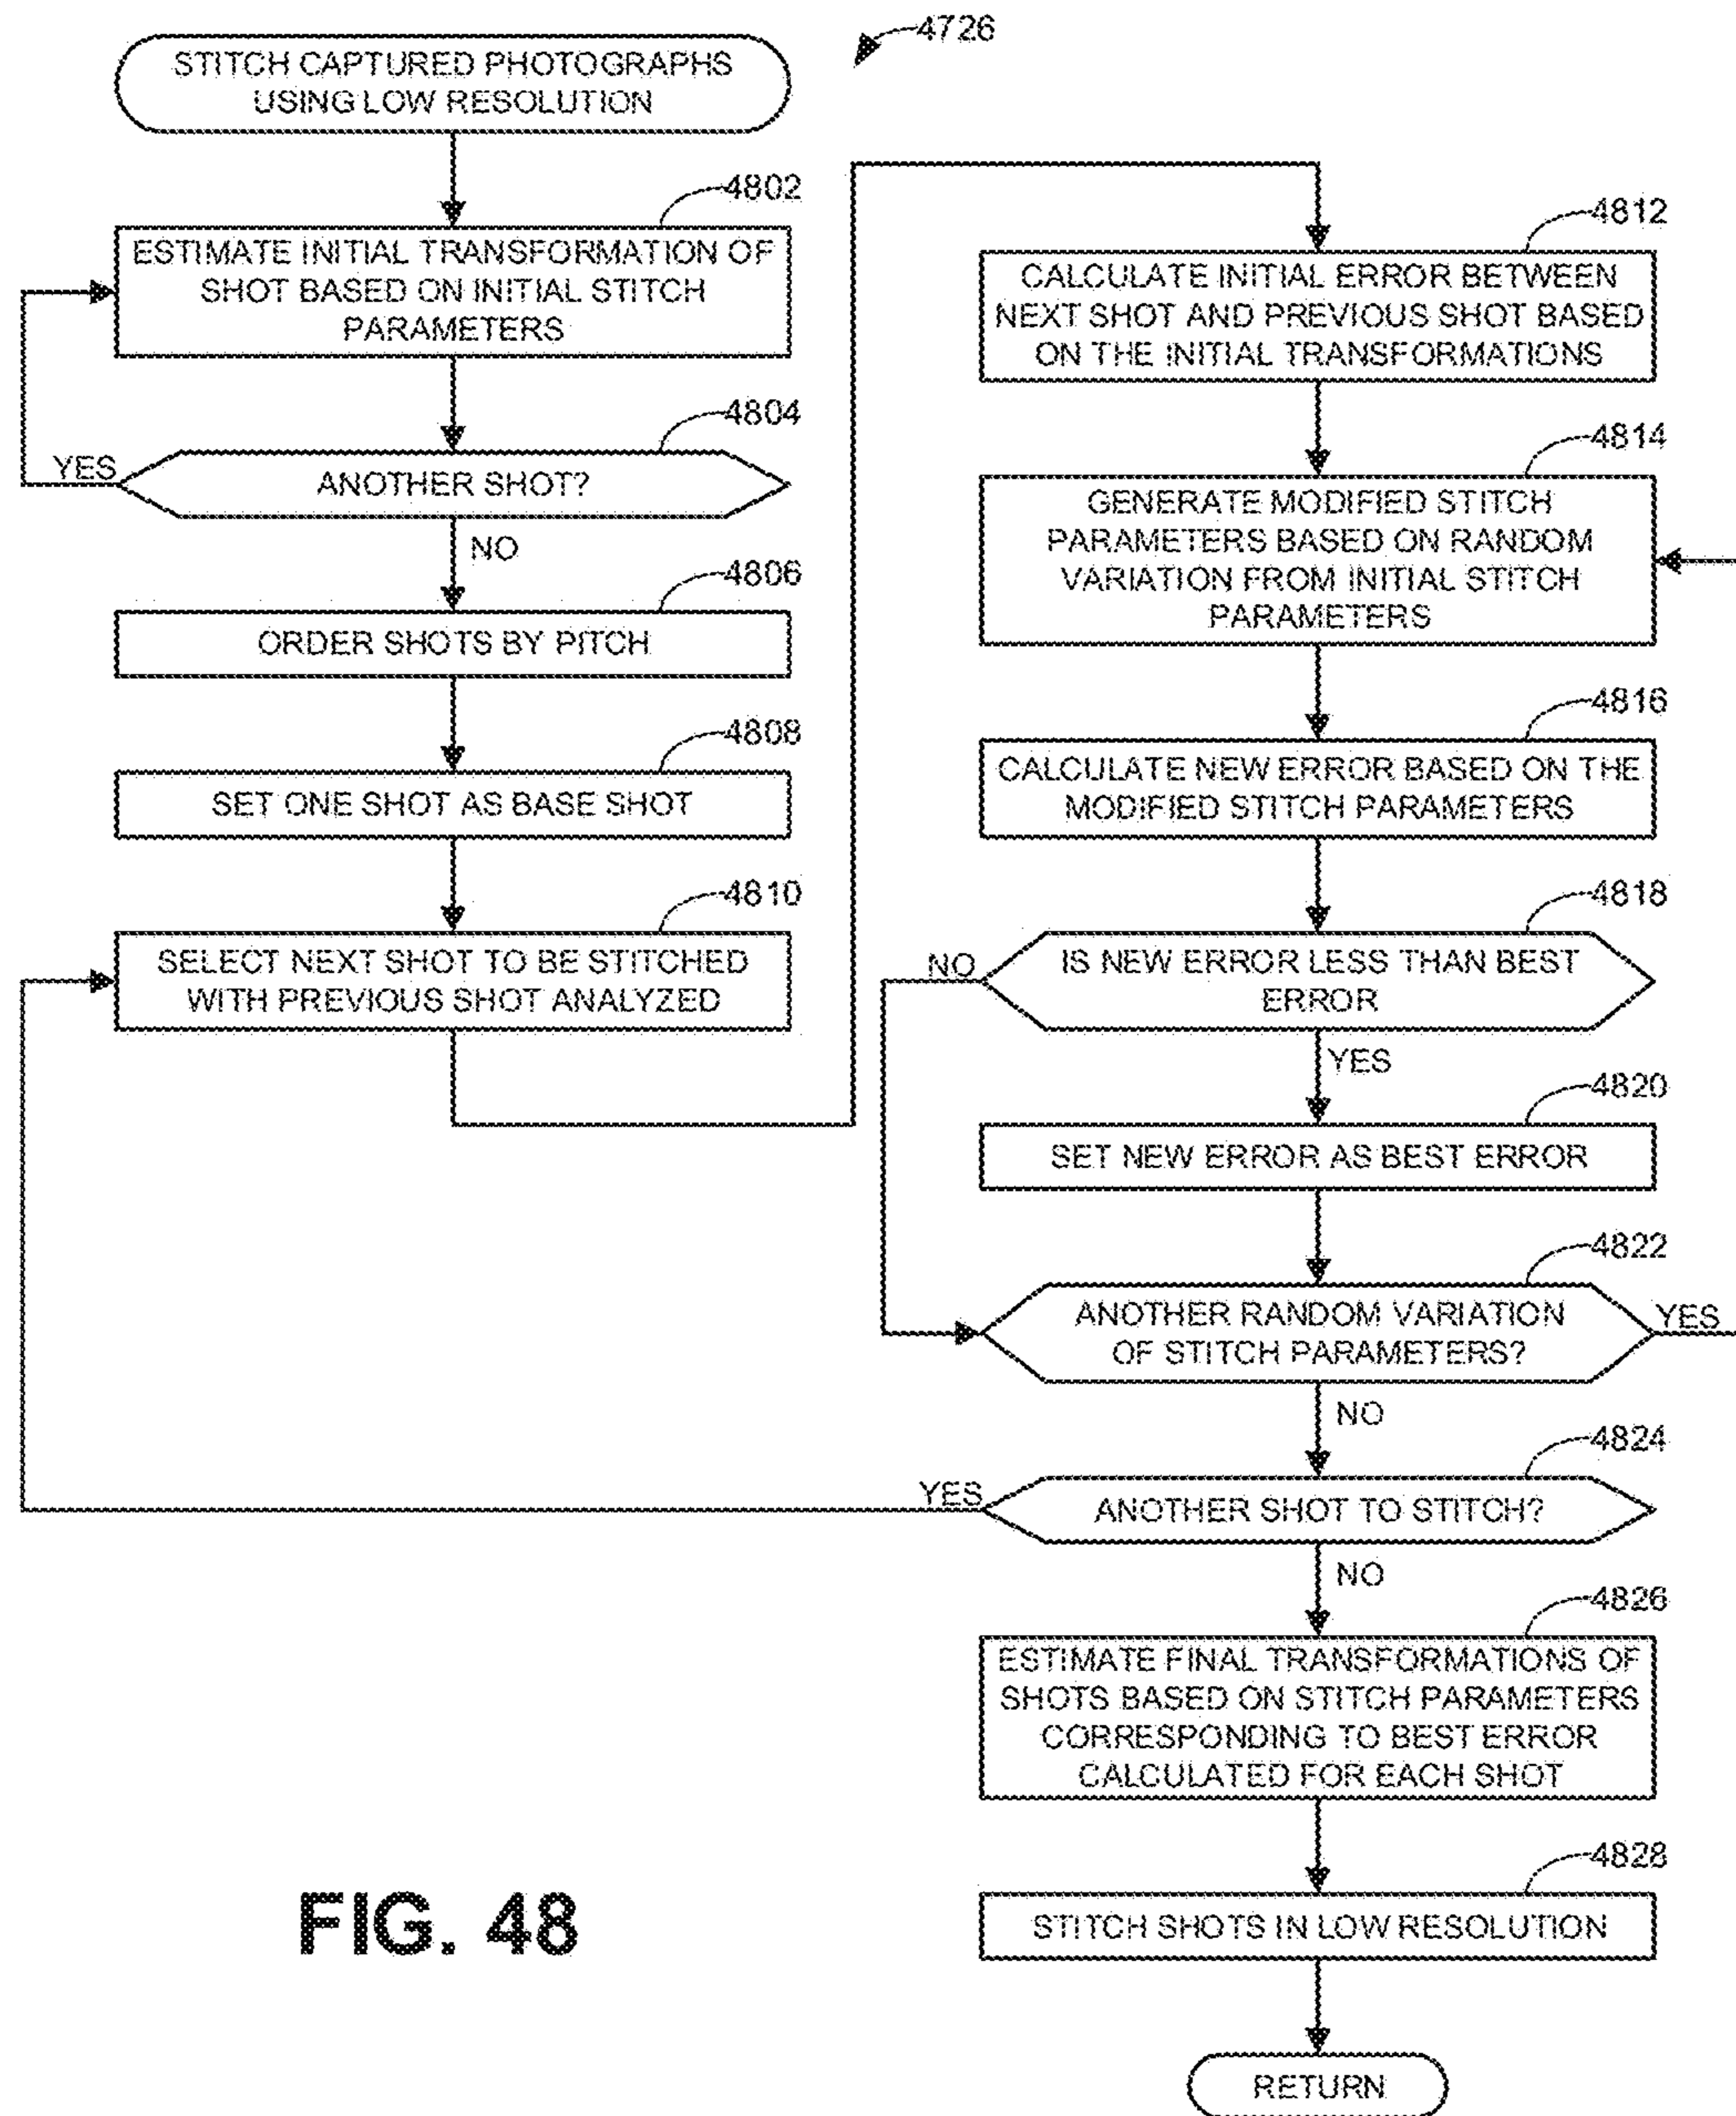 4726
STITCH CAPTURED PHOTOGRAPHS
USING LOW RESOLUTION
4802
ESTIMATE INITIAL TRANSFORMATION OF
SHOT BASED ON INITIAL STITCH
PARAMETERS
4804
YES
ANOTHER SHOT?
NO
4806
ORDER SHOTS BY PITCH
4808
SET ONE SHOT AS BASE SHOT
4810
SELECT NEXT SHOT TO BE STITCHED
WITH PREVIOUS SHOT ANALYZED
4812
CALCULATE INITIAL ERROR BETWEEN
NEXT SHOT AND PREVIOUS SHOT BASED
ON THE INITIAL TRANSFORMATIONS
4814
GENERATE MODIFIED STITCH
PARAMETERS BASED ON RANDOM
VARIATION FROM INITIAL STITCH
PARAMETERS
4816
CALCULATE NEW ERROR BASED ON THE
MODIFIED STITCH PARAMETERS
4818
NO
IS NEW ERROR LESS THAN BEST
ERROR
YES
4820
SET NEW ERROR AS BEST ERROR
4822
ANOTHER RANDOM VARIATION
OF STITCH PARAMETERS?
YES
NO
4824
YES
ANOTHER SHOT TO STITCH?
NO
4826
ESTIMATE FINAL TRANSFORMATIONS OF
SHOTS BASED ON STITCH PARAMETERS
CORRESPONDING TO BEST ERROR
CALCULATED FOR EACH SHOT
4828
STITCH SHOTS IN LOW RESOLUTION
RETURN
FIG. 48